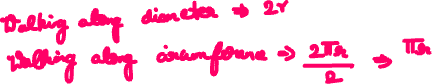 Walking along diameter → 2r
Walking along circumference ⇒ 2πr/2 → πr